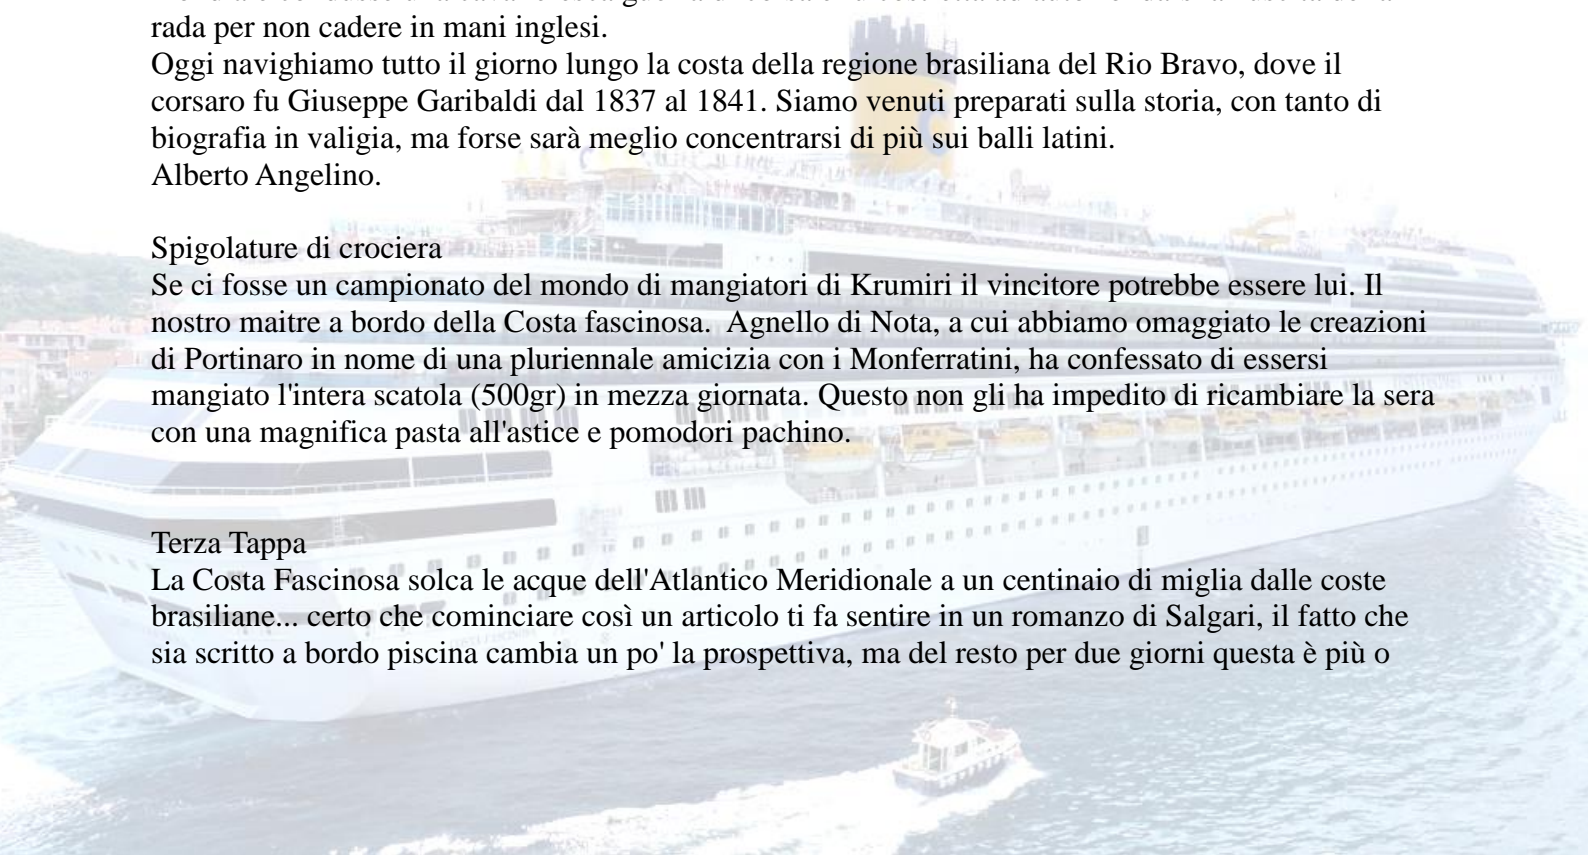 rada per non cadere in mani inglesi.
Oggi navighiamo tutto il giorno lungo la costa della regione brasiliana del Rio Bravo, dove il
corsaro fu Giuseppe Garibaldi dal 1837 al 1841. Siamo venuti preparati sulla storia, con tanto di
biografia in valigia, ma forse sarà meglio concentrarsi di più sui balli latini.
Alberto Angelino.
Spigolature di crociera
Se ci fosse un campionato del mondo di mangiatori di Krumiri il vincitore potrebbe essere lui. Il
nostro maitre a bordo della Costa fascinosa.  Agnello di Nota, a cui abbiamo omaggiato le creazioni
di Portinaro in nome di una pluriennale amicizia con i Monferratini, ha confessato di essersi
mangiato l'intera scatola (500gr) in mezza giornata. Questo non gli ha impedito di ricambiare la sera
con una magnifica pasta all'astice e pomodori pachino.
Terza Tappa
La Costa Fascinosa solca le acque dell'Atlantico Meridionale a un centinaio di miglia dalle coste
brasiliane... certo che cominciare così un articolo ti fa sentire in un romanzo di Salgari, il fatto che
sia scritto a bordo piscina cambia un po' la prospettiva, ma del resto per due giorni questa è più o